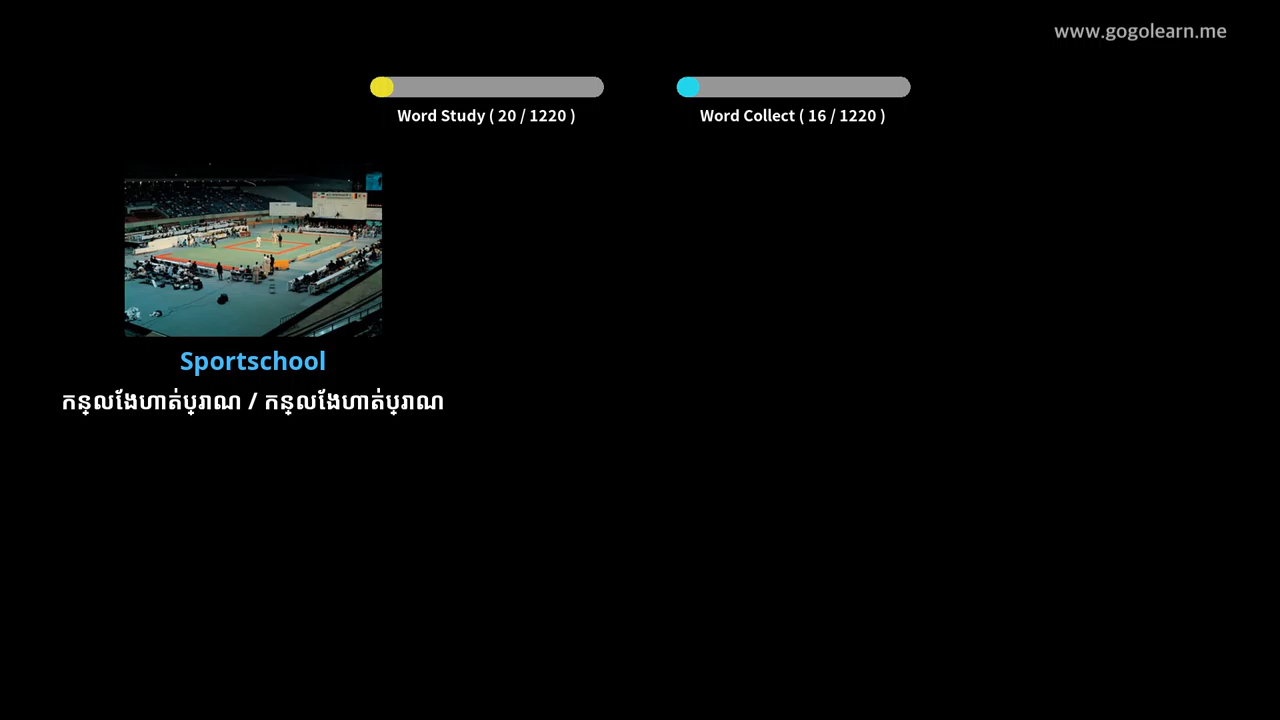 www.gogolearn.me
Word Study ( 20 / 1220 )
Word Collect ( 16 / 1220 )
Sportschool
កន្លែងហាត់ប្រាណ / កន្លែងហាត់ប្រាណ